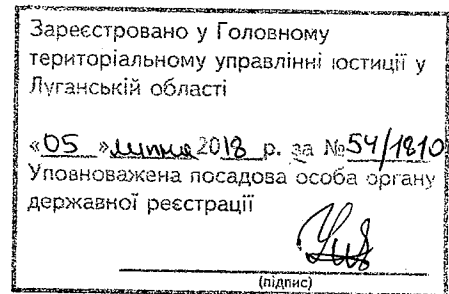 Зареєстровано у Головному
територіальному управлінні юстиції у
Луганській області
«05 » липня 2018 р. за №54/1810
Уповноважена посадова особа органу
державної реєстрації
(підпис)